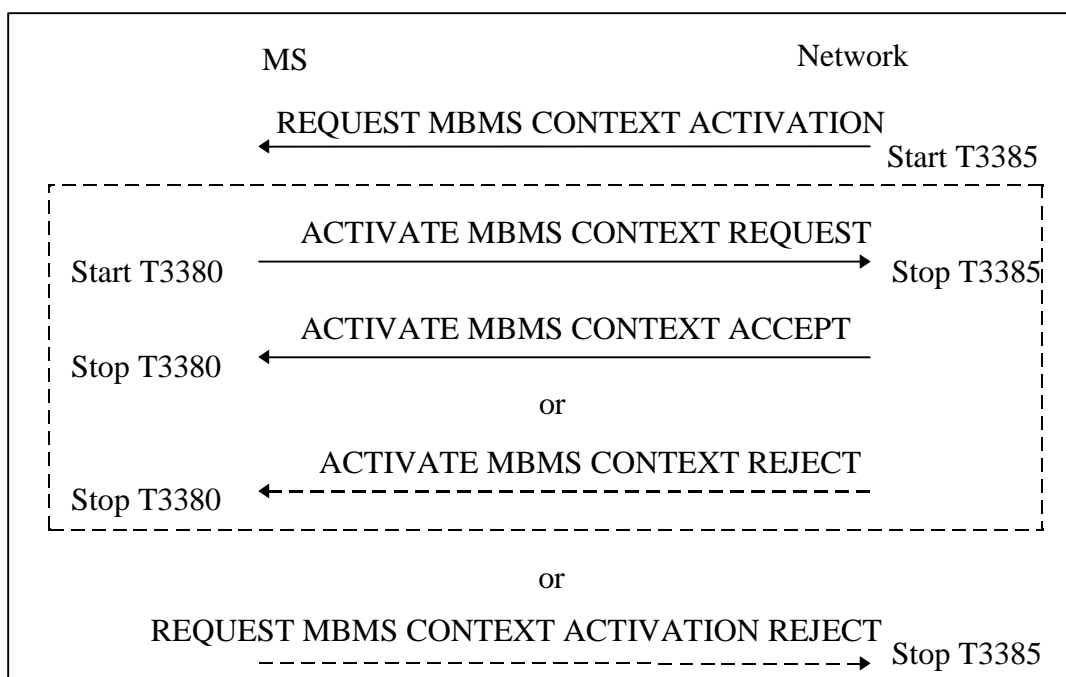 MS Network
REQUEST MBMS CONTEXT ACTIVATION
Start T3385
ACTIVATE MBMS CONTEXT REQUEST
Start T3380 Stop T3385
ACTIVATE MBMS CONTEXT ACCEPT
Stop T3380
or
ACTIVATE MBMS CONTEXT REJECT
Stop T3380
or
REQUEST MBMS CONTEXT ACTIVATION REJECT
Stop T3385